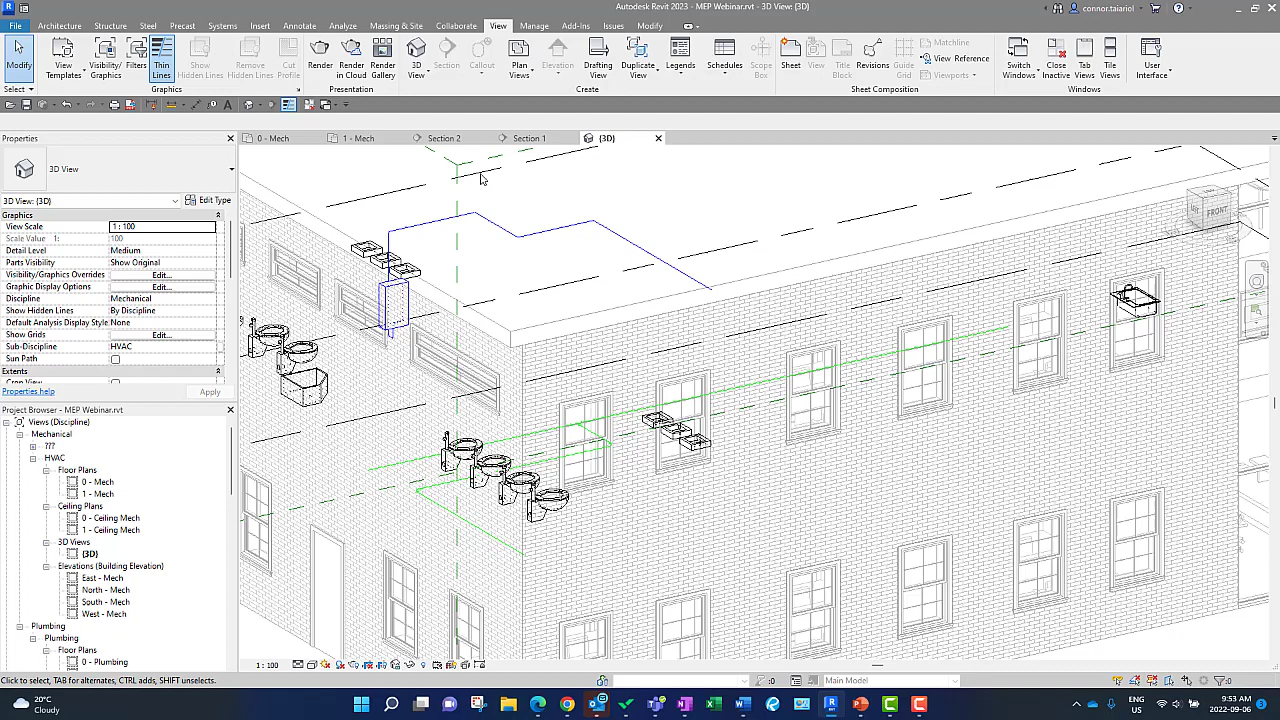 Autodesk Revit 2023 - MEP Webinar.rvt - 3D View: {3D}
connor.taiariol
File Architecture Structure Steel Precast Systems Insert Annotate Analyze Massing & Site Collaborate View Manage Add-Ins Issues Modify
Modify
View Templates
Visibility/ Graphics
Filters
Thin Lines
Show Hidden Lines
Remove Hidden Lines
Cut Profile
Render
Render in Cloud
Render Gallery
3D View
Section
Callout
Plan Views
Elevation
Drafting View
Duplicate View
Legends
Schedules
Scope Box
Sheet
View
Title Block
Revisions
Guide Grid
Matchline
View Reference
Viewports
Switch Windows
Close Inactive
Tab Views
Tile Views
User Interface
Select Graphics Presentation Create Sheet Composition Windows
Properties
0 - Mech 1 - Mech Section 2 Section 1 {3D}
3D View
3D View: {3D} Edit Type
Graphics
View Scale 1 : 100
Scale Value 1: 100
Detail Level Medium
Parts Visibility Show Original
Visibility/Graphics Overrides Edit...
Graphic Display Options Edit...
Discipline Mechanical
Show Hidden Lines By Discipline
Default Analysis Display Style None
Show Grids Edit...
Sub-Discipline HVAC
Sun Path
Extents
Crop View
Properties help Apply
Project Browser - MEP Webinar.rvt
Views (Discipline)
Mechanical
???
HVAC
Floor Plans
0 - Mech
1 - Mech
Ceiling Plans
0 - Ceiling Mech
1 - Ceiling Mech
3D Views
{3D}
Elevations (Building Elevation)
East - Mech
North - Mech
South - Mech
West - Mech
Plumbing
Plumbing
Floor Plans
0 - Plumbing
FRONT
1 : 100
Click to select, TAB for alternates, CTRL adds, SHIFT unselects.
:0 Main Model :0
20°C
Cloudy
ENG
US
9:53 AM
2022-09-06